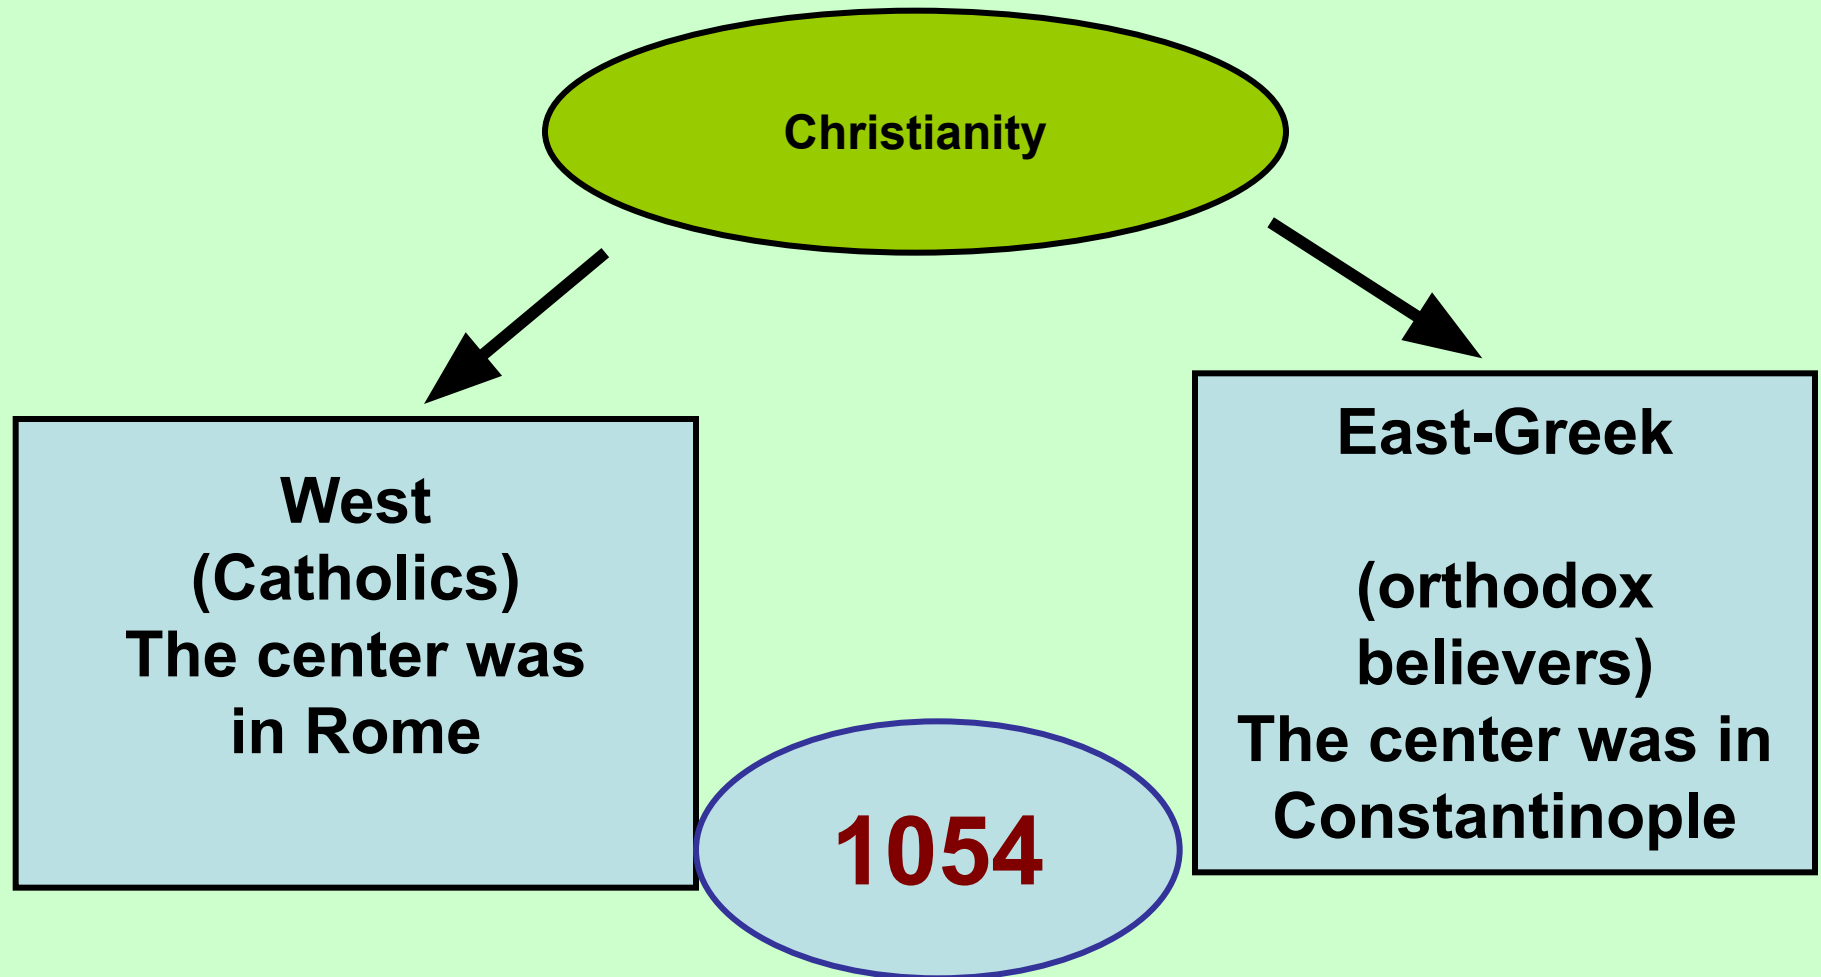 Christianity
West
(Catholics)
The center was
in Rome
East-Greek
(orthodox
believers)
The center was in
Constantinople
1054